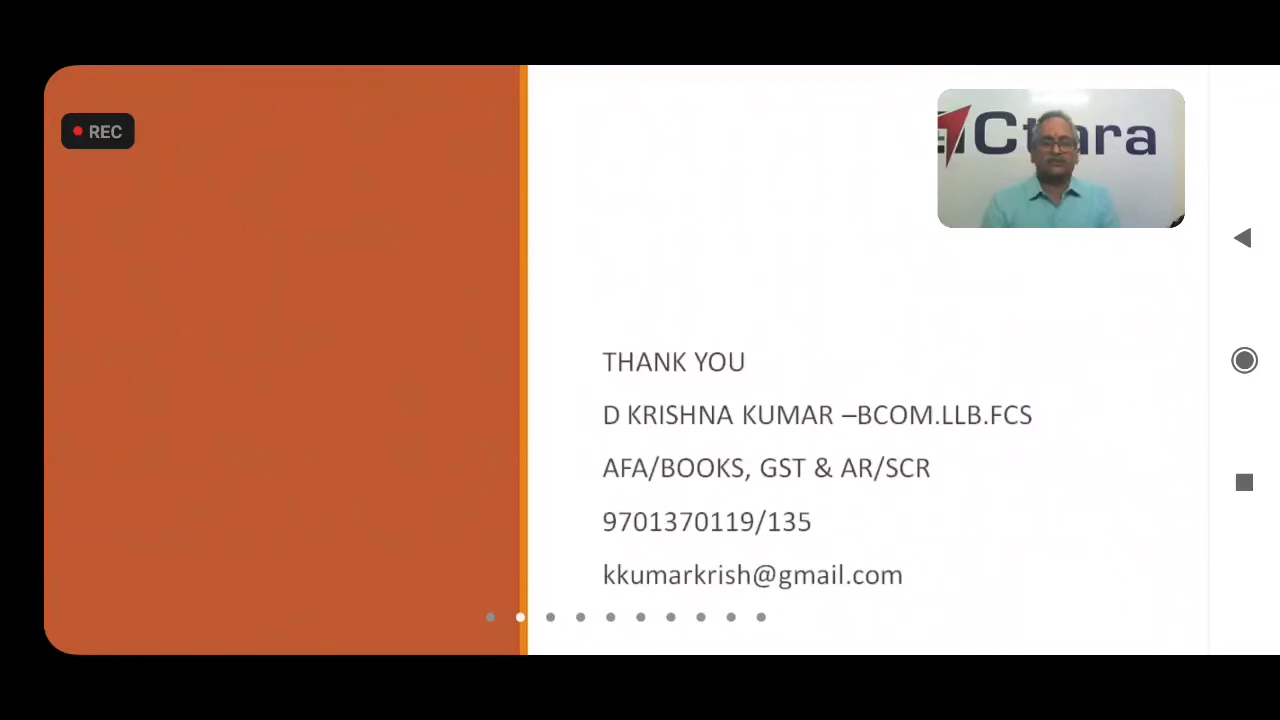 REC
THANK YOU
D KRISHNA KUMAR –BCOM.LLB.FCS
AFA/BOOKS, GST & AR/SCR
9701370119/135
kkumarkrish@gmail.com